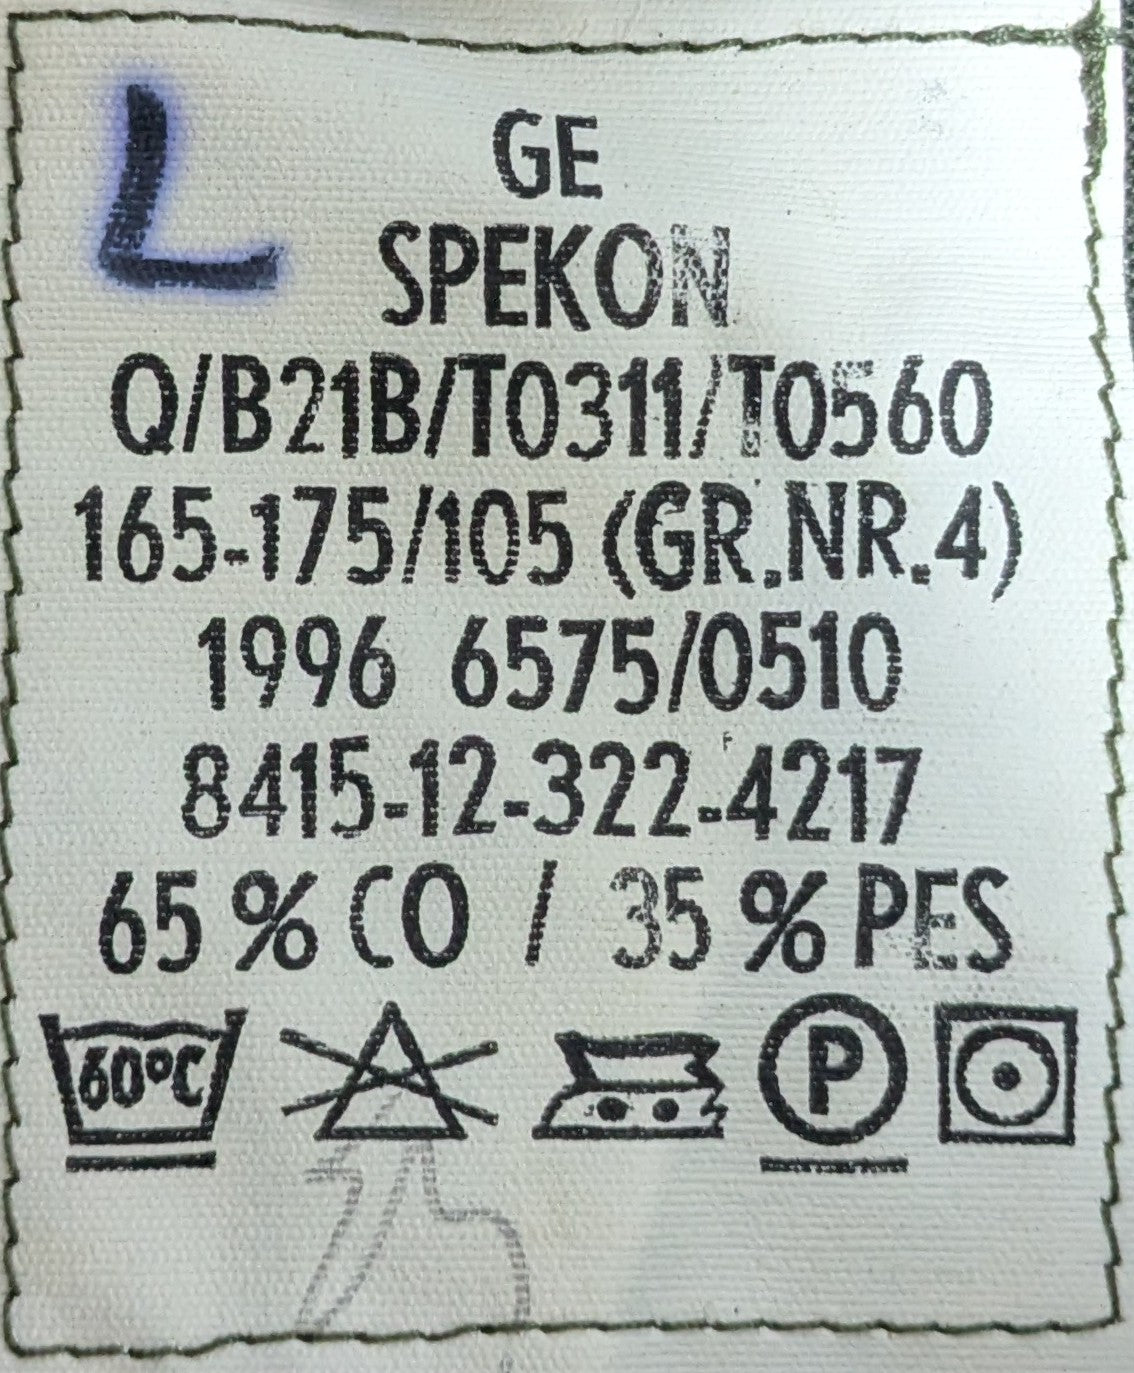 L
GE
SPEKON
Q/B21B/T0311/T0560
165-175/105 (GR.NR.4)
1996 6575/0510
8415-12-322-4217
65 % CO / 35 % PES
60°C P